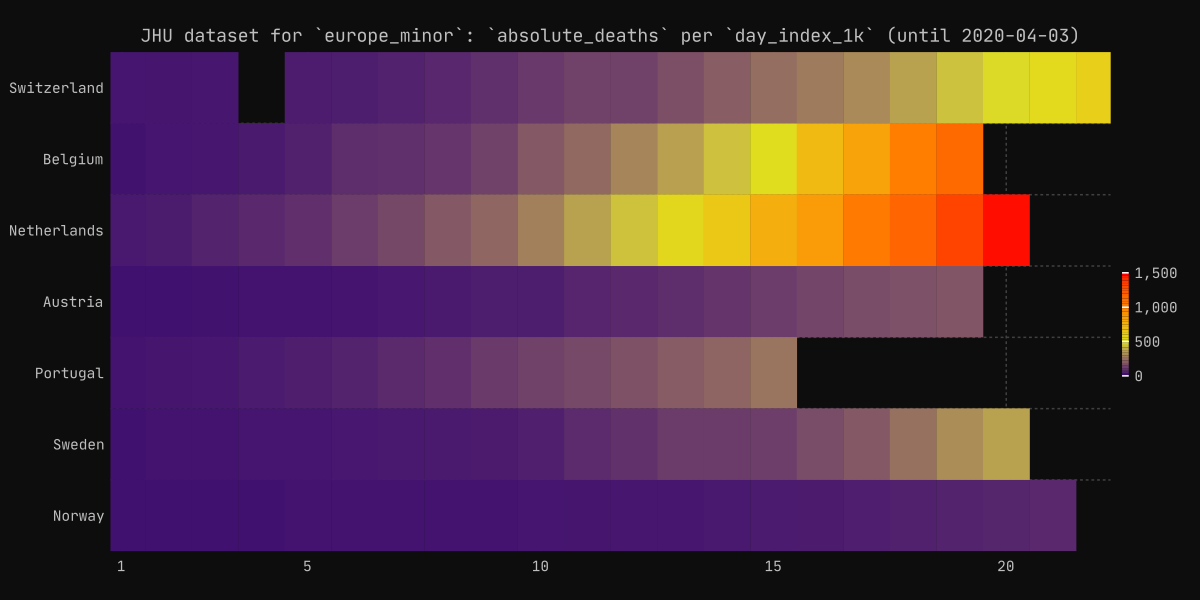 JHU dataset for `europe_minor`: `absolute_deaths` per `day_index_1k` (until 2020-04-03)
Switzerland
Belgium
Netherlands
Austria
Portugal
Sweden
Norway
1 5 10 15 20
1,500
1,000
500
0